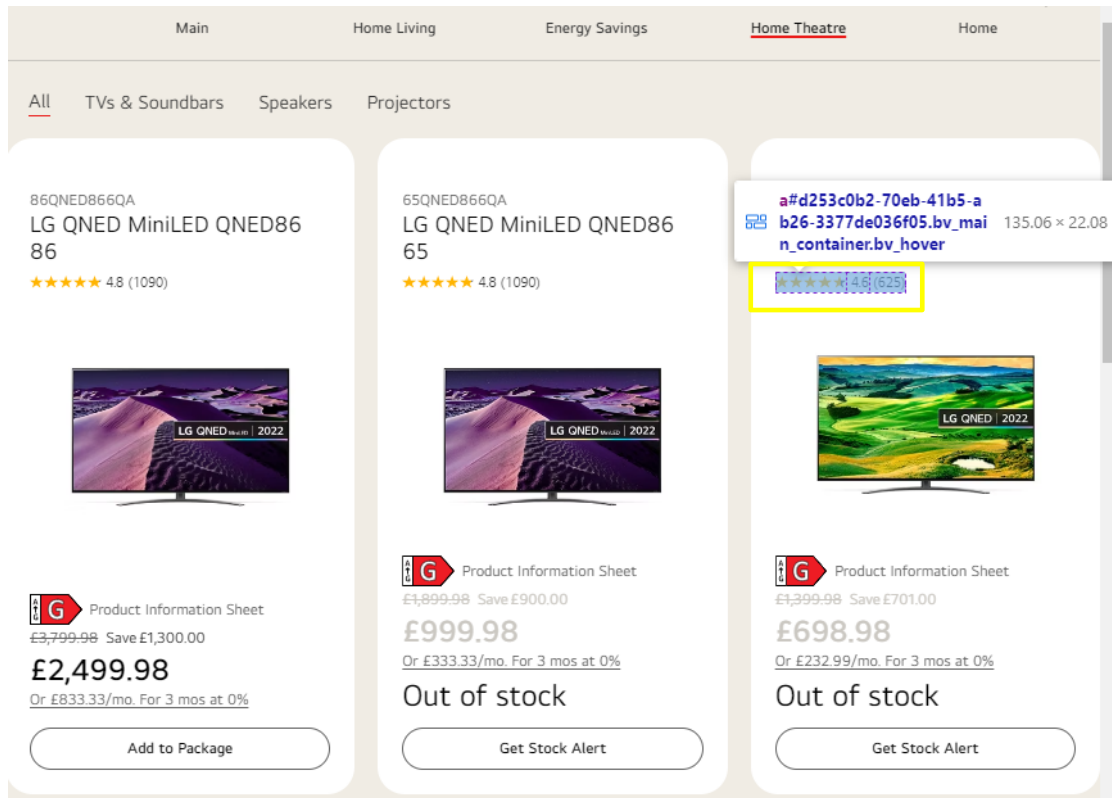 Main
Home Living
Energy Savings
Home Theatre
Home
All
TVs & Soundbars
Speakers
Projectors
86QNED866QA
LG QNED MiniLED QNED86
86
4.8 (1090)
LG QNED MiniLED 2022
A
G
G
Product Information Sheet
£3,799.98 Save £1,300.00
£2,499.98
Or £833.33/mo. For 3 mos at 0%
Add to Package
65QNED866QA
LG QNED MiniLED QNED86
65
4.8 (1090)
LG QNED MiniLED 2022
A
G
G
Product Information Sheet
£1,899.98 Save £900.00
£999.98
Or £333.33/mo. For 3 mos at 0%
Out of stock
Get Stock Alert
a#d253c0b2-70eb-41b5-a
b26-3377de036f05.bv_mai
n_container.bv_hover
135.06 × 22.08
4.6 (625)
LG QNED 2022
A
G
G
Product Information Sheet
£1,399.98 Save £701.00
£698.98
Or £232.99/mo. For 3 mos at 0%
Out of stock
Get Stock Alert